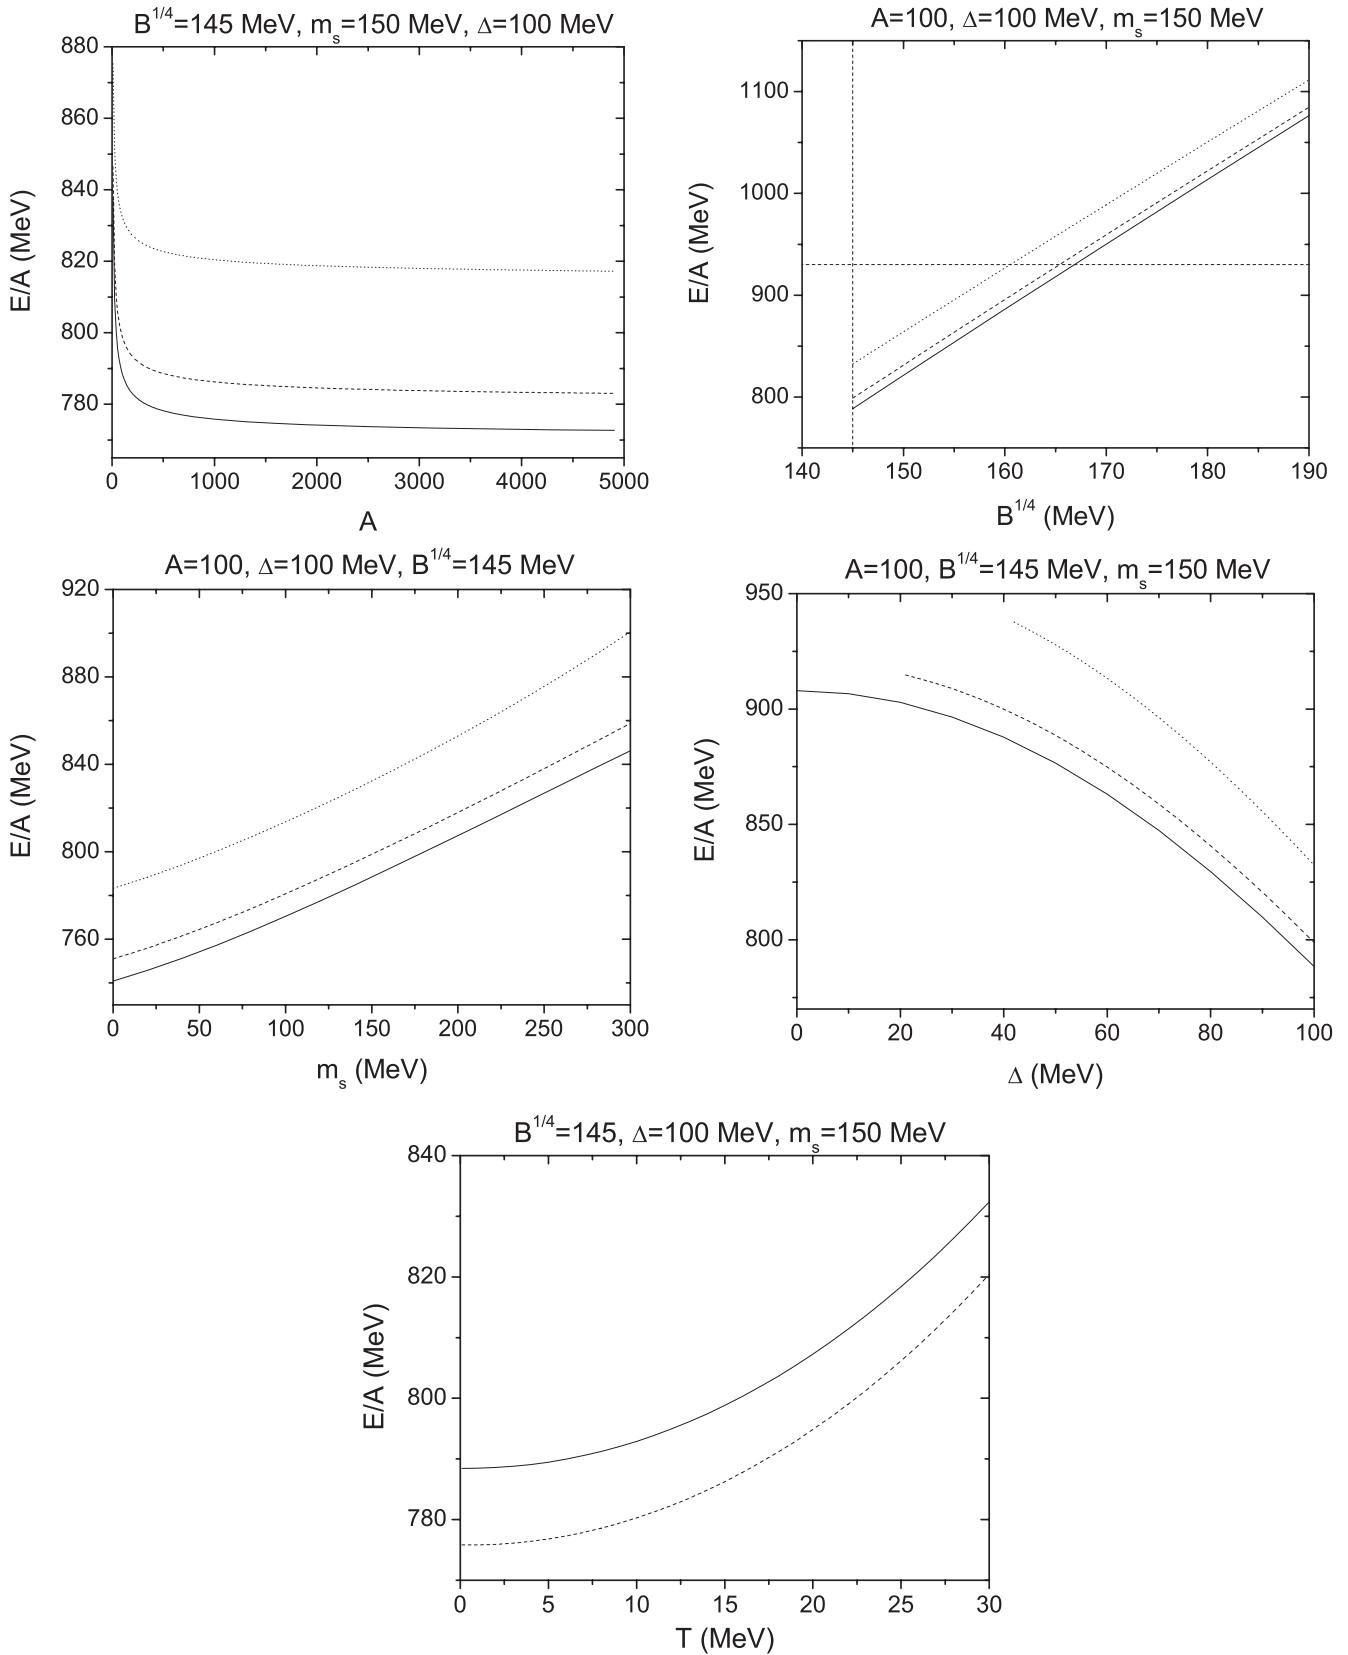 B^1/4=145 MeV, m_s=150 MeV, Δ=100 MeV
880
860
840
820
800
780
E/A (MeV)
0 1000 2000 3000 4000 5000
A
A=100, Δ=100 MeV, m_s=150 MeV
1100
1000
900
800
E/A (MeV)
140 150 160 170 180 190
B^1/4 (MeV)
A=100, Δ=100 MeV, B^1/4=145 MeV
920
880
840
800
760
E/A (MeV)
0 50 100 150 200 250 300
m_s (MeV)
A=100, B^1/4=145 MeV, m_s=150 MeV
950
900
850
800
E/A (MeV)
0 20 40 60 80 100
Δ (MeV)
B^1/4=145, Δ=100 MeV, m_s=150 MeV
840
820
800
780
E/A (MeV)
0 5 10 15 20 25 30
T (MeV)